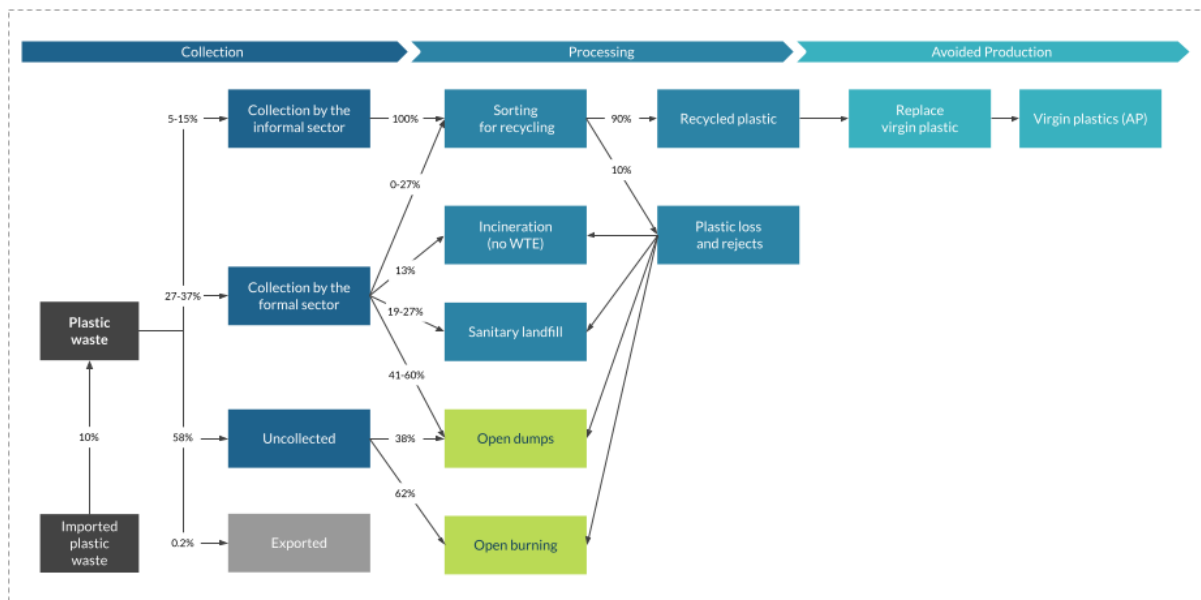 Collection
Processing
Avoided Production
5-15%
Collection by the
informal sector
100%
Sorting
for recycling
90%
Recycled plastic
Replace
virgin plastic
Virgin plastics (AP)
10%
0-27%
Incineration
(no WTE)
Plastic loss
and rejects
13%
27-37%
Collection by the
formal sector
19-27%
Sanitary landfill
Plastic
waste
41-60%
10%
58%
Uncollected
38%
Open dumps
62%
Imported
plastic
waste
0.2%
Exported
Open burning